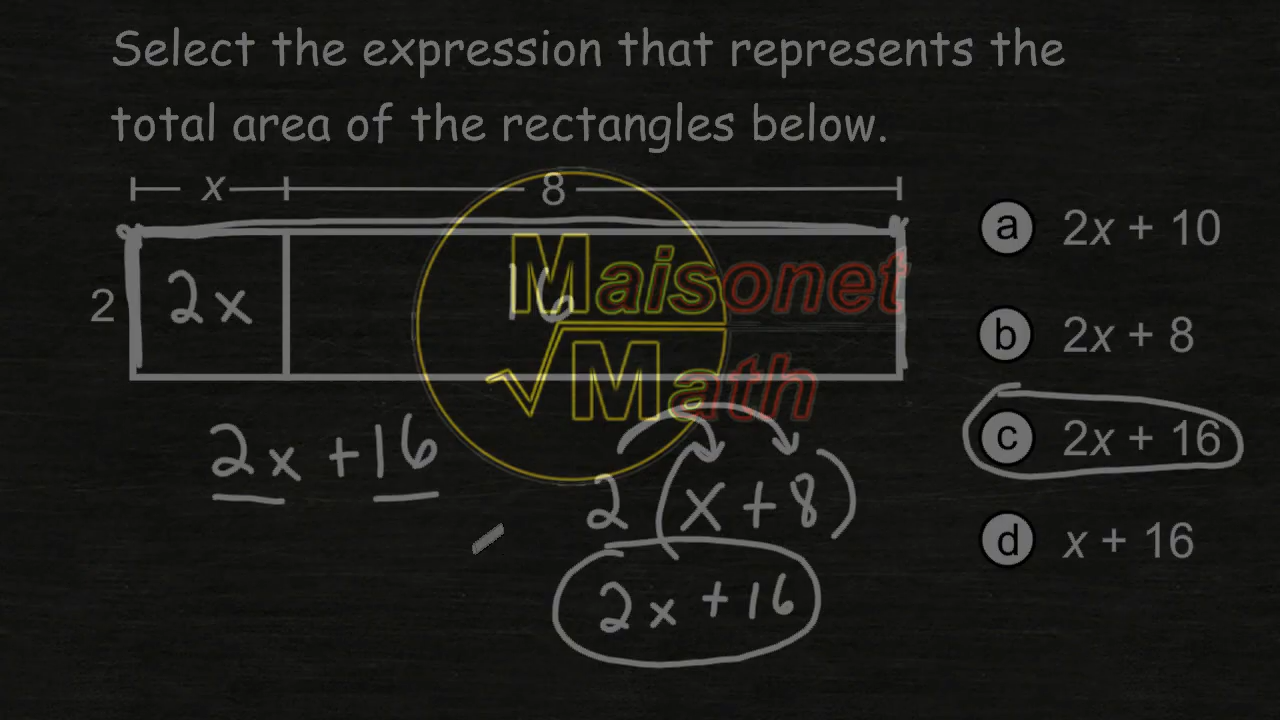 Select the expression that represents the
total area of the rectangles below.
x 8
2 2x 16
Maisonet
√Math
a 2x + 10
b 2x + 8
c 2x + 16
d x + 16
2x + 16
2 (x + 8)
2x + 16